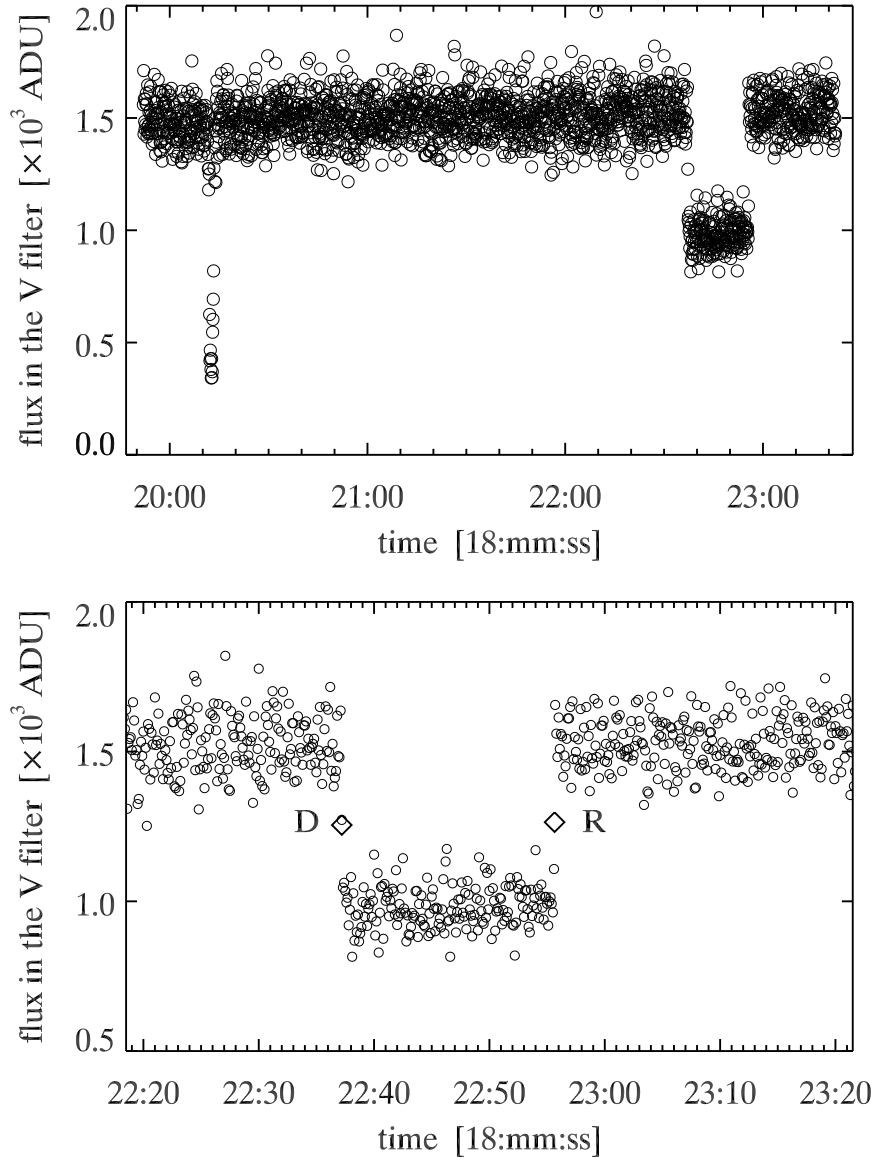 flux in the V filter [×10³ ADU]
2.0
1.5
1.0
0.5
0.0
20:00 21:00 22:00 23:00
time [18:mm:ss]
flux in the V filter [×10³ ADU]
2.0
1.5
1.0
0.5
D R
22:20 22:30 22:40 22:50 23:00 23:10 23:20
time [18:mm:ss]